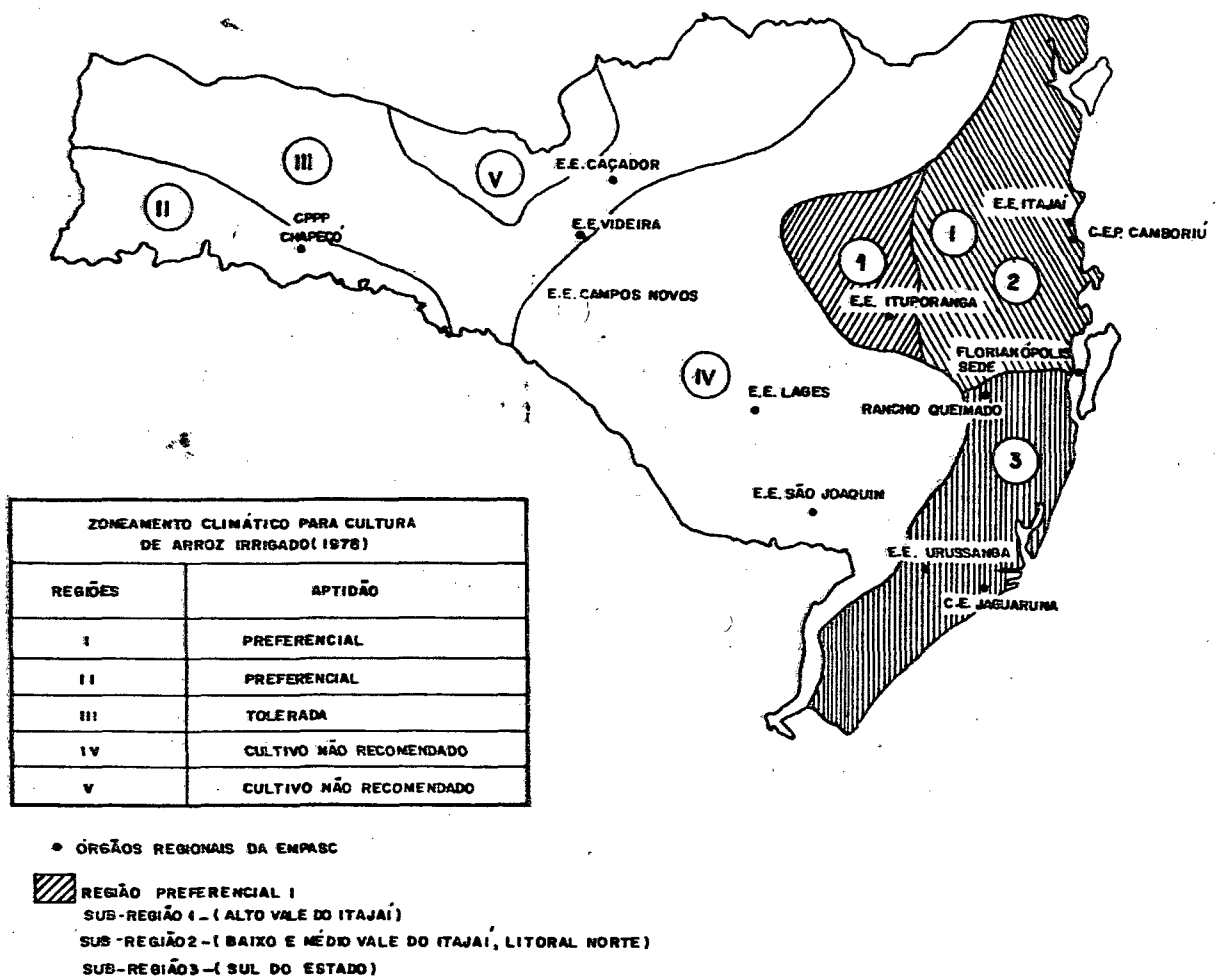 III
V
E.E. CAÇADOR
II
CPPP
CHAPECÓ
E.E. VIDEIRA
E.E. ITAJAÍ
C.E.P. CAMBORIÚ
I
1
2
E.E. CAMPOS NOVOS
E.E. ITUPORANGA
FLORIANÓPOLIS
SEDE
IV
E.E. LAGES
RANCHO QUEIMADO
3
E.E. SÃO JOAQUIM
E.E. URUSSANGA
C.E. JAGUARUNA
ZONEAMENTO CLIMÁTICO PARA CULTURA
DE ARROZ IRRIGADO (1978)
REGIÕES APTIDÃO
I PREFERENCIAL
II PREFERENCIAL
III TOLERADA
IV CULTIVO NÃO RECOMENDADO
V CULTIVO NÃO RECOMENDADO
• ÓRGÃOS REGIONAIS DA EMPASC
REGIÃO PREFERENCIAL I
SUB-REGIÃO 1-(ALTO VALE DO ITAJAÍ)
SUB-REGIÃO 2-(BAIXO E MÉDIO VALE DO ITAJAÍ, LITORAL NORTE)
SUB-REGIÃO 3-(SUL DO ESTADO)